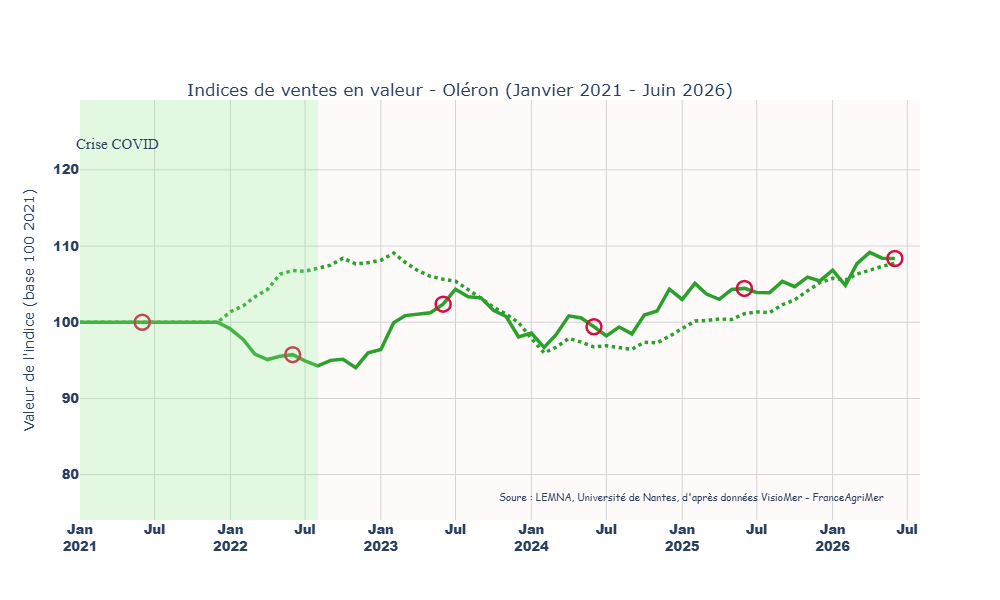 Indices de ventes en valeur - Oléron (Janvier 2021 - Juin 2026)
Crise COVID
Valeur de l'indice (base 100 2021)
120
110
100
90
80
Soure : LEMNA, Université de Nantes, d'après données VisioMer - FranceAgriMer
Jan Jul Jan Jul Jan Jul Jan Jul Jan Jul Jan Jul
2021 2022 2023 2024 2025 2026